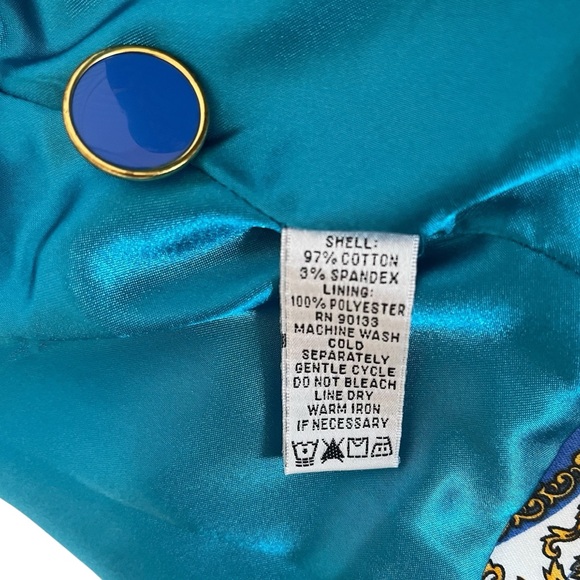 SHELL:
97% COTTON
3% SPANDEX
LINING:
100% POLYESTER
RN 90133
MACHINE WASH
COLD
SEPARATELY
GENTLE CYCLE
DO NOT BLEACH
LINE DRY
WARM IRON
IF NECESSARY